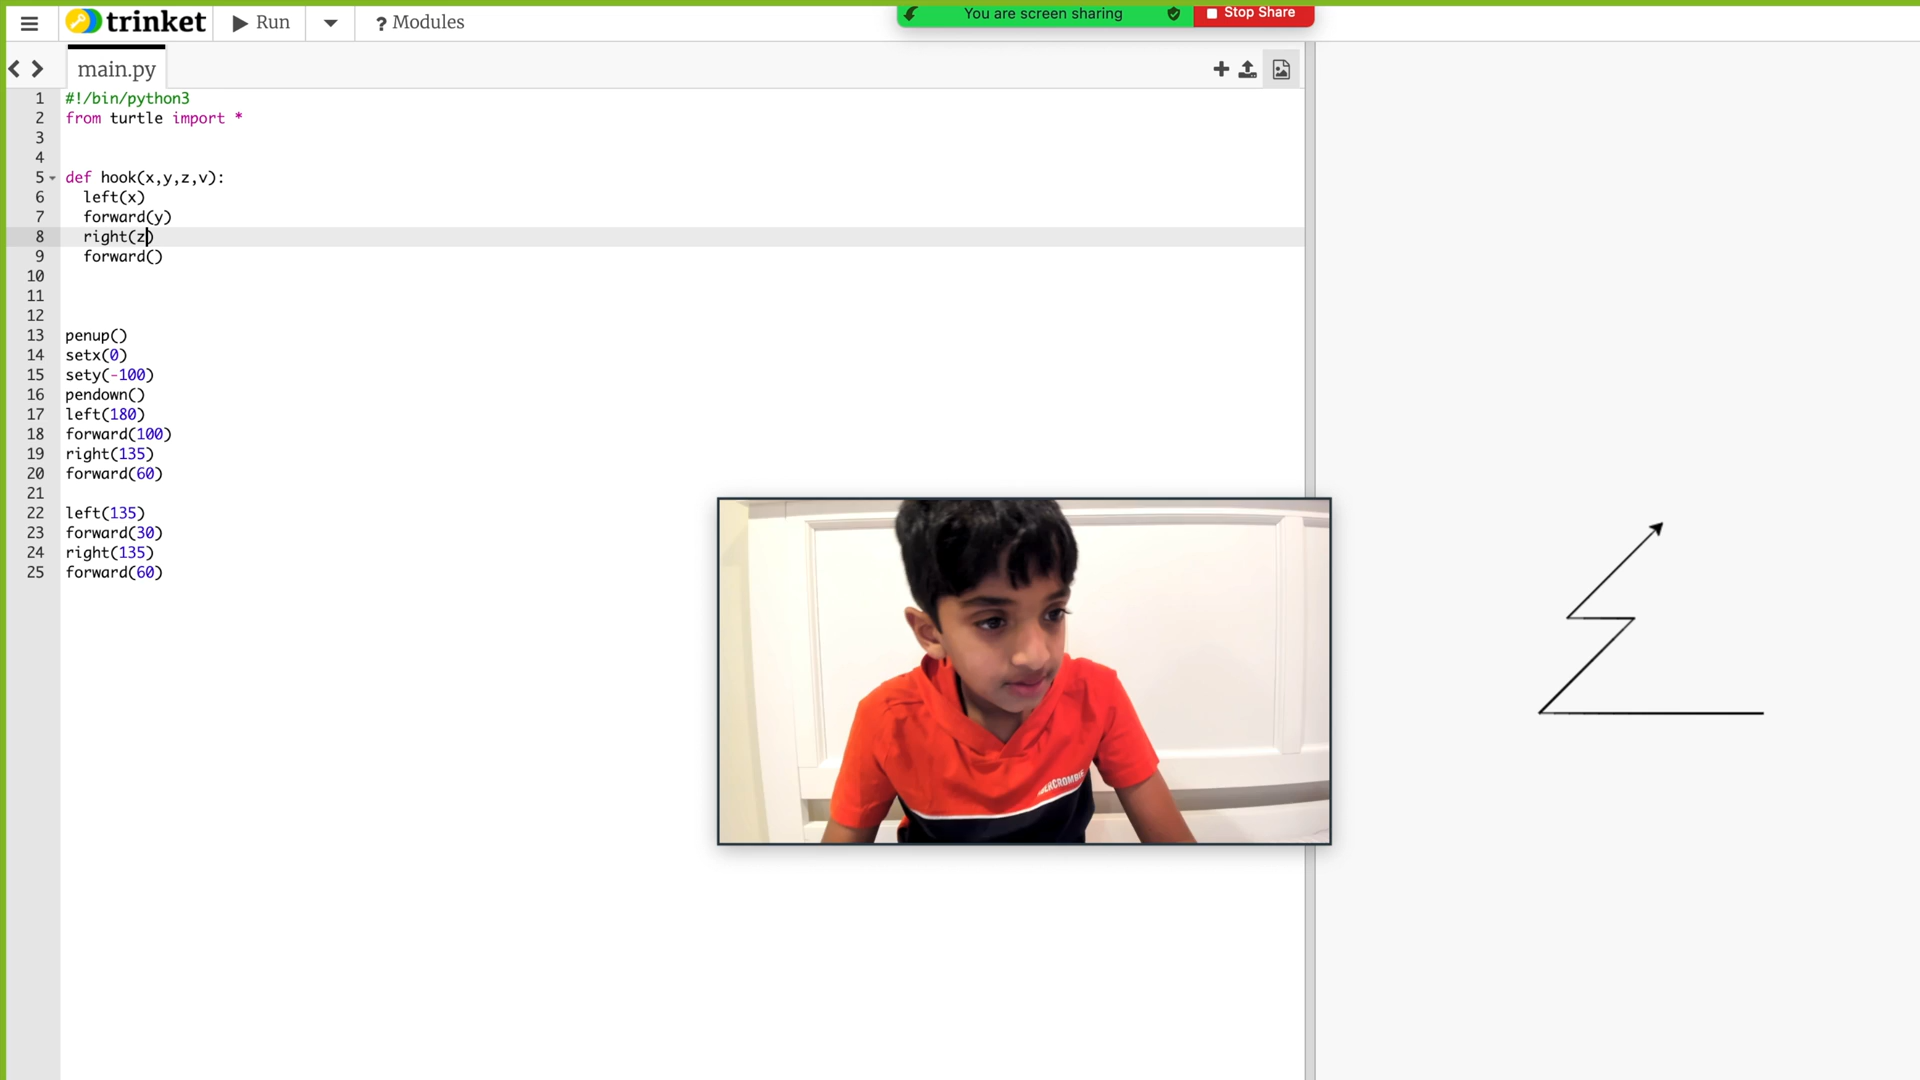 trinket Run ? Modules You are screen sharing Stop Share
main.py
1 #!/bin/python3
2 from turtle import *
3
4
5 def hook(x,y,z,v):
6 left(x)
7 forward(y)
8 right(z)
9 forward()
10
11
12
13 penup()
14 setx(0)
15 sety(-100)
16 pendown()
17 left(180)
18 forward(100)
19 right(135)
20 forward(60)
21
22 left(135)
23 forward(30)
24 right(135)
25 forward(60)